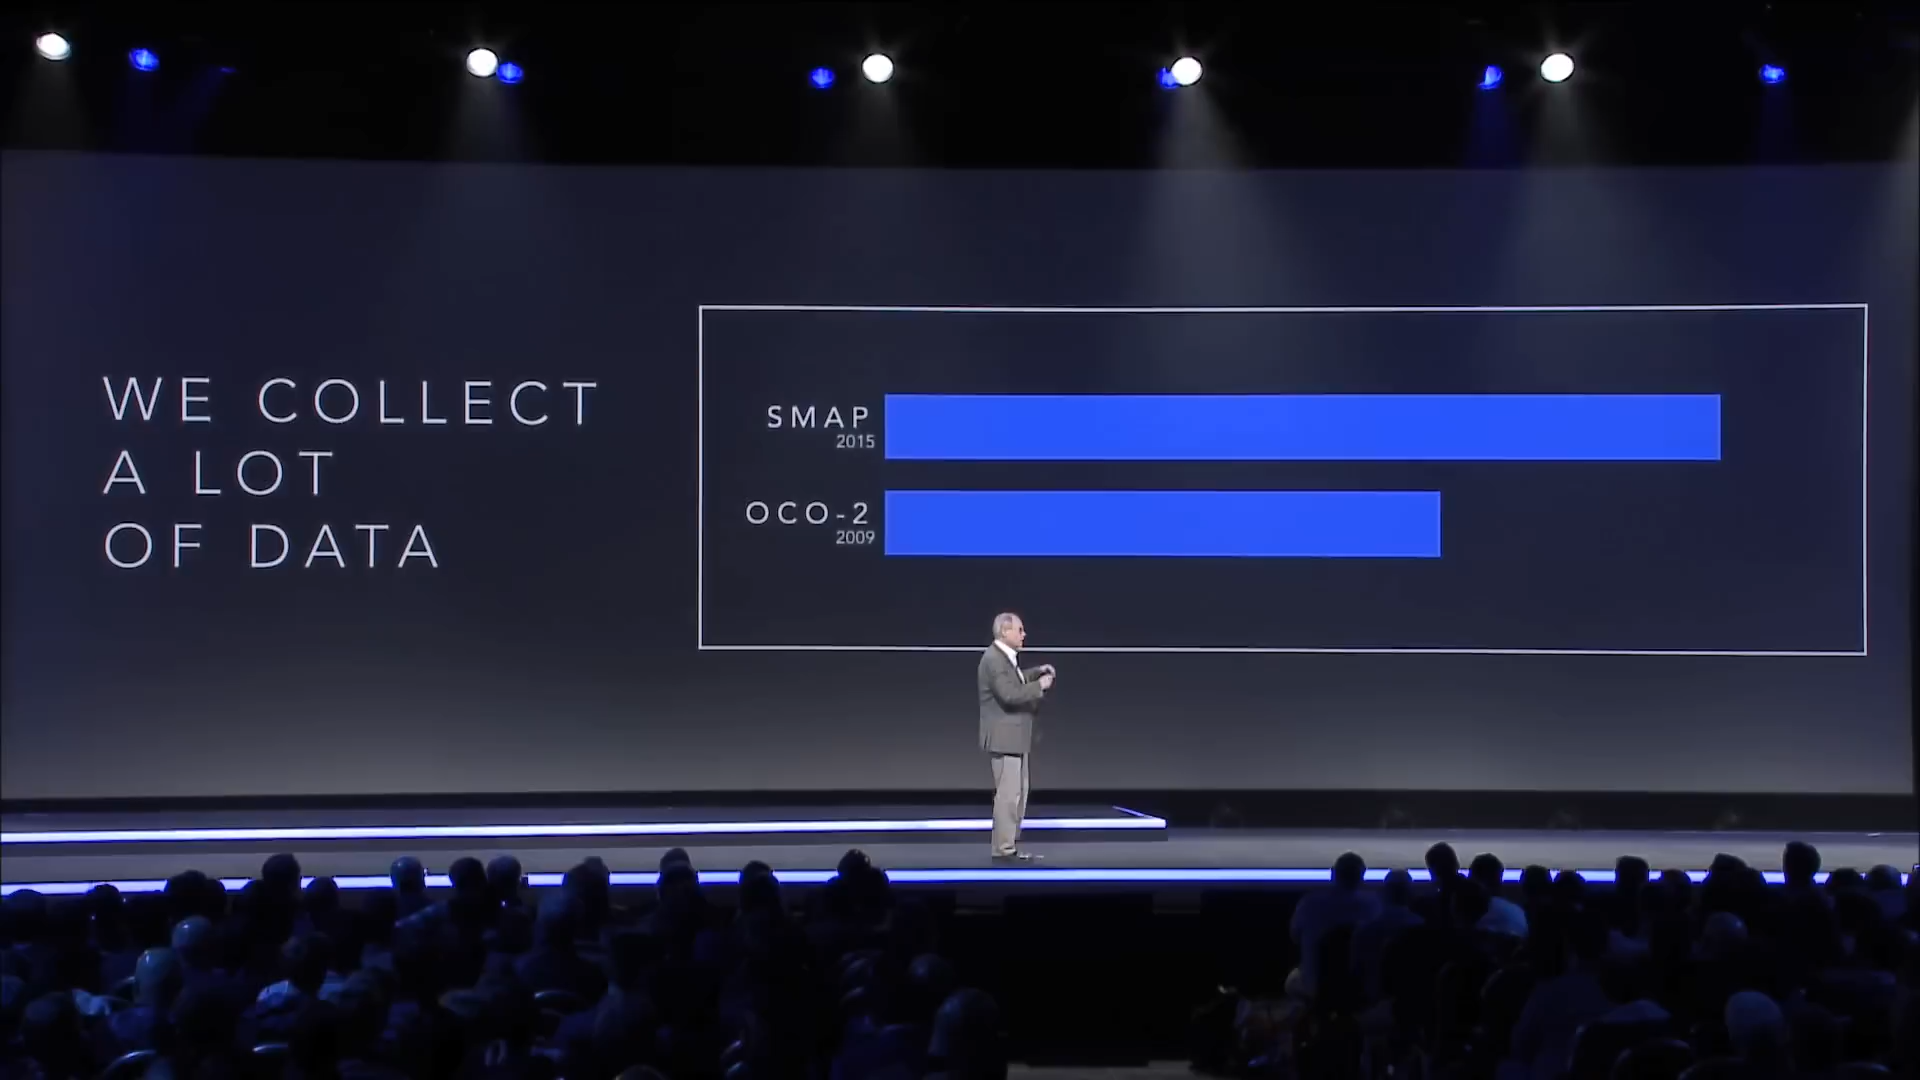 WE COLLECT
A LOT
OF DATA
SMAP
2015
OCO-2
2009